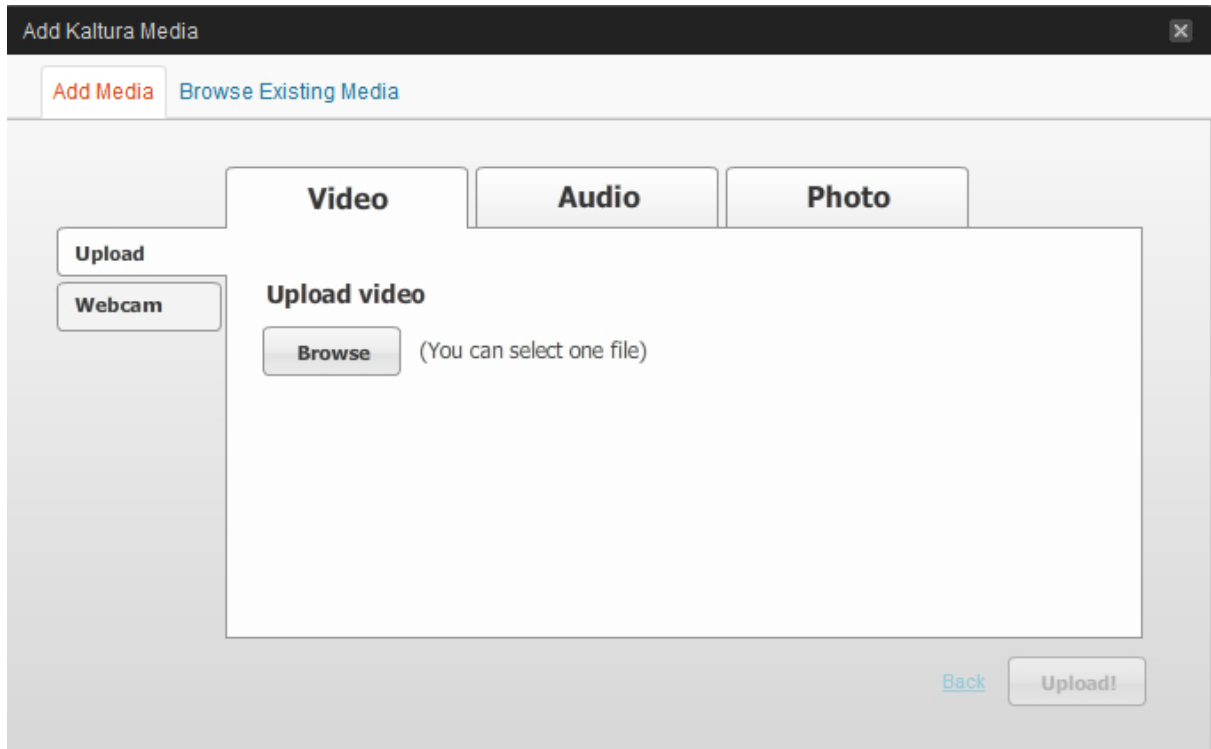 Add Kaltura Media
Add Media Browse Existing Media
Video Audio Photo
Upload
Webcam
Upload video
Browse (You can select one file)
Back Upload!